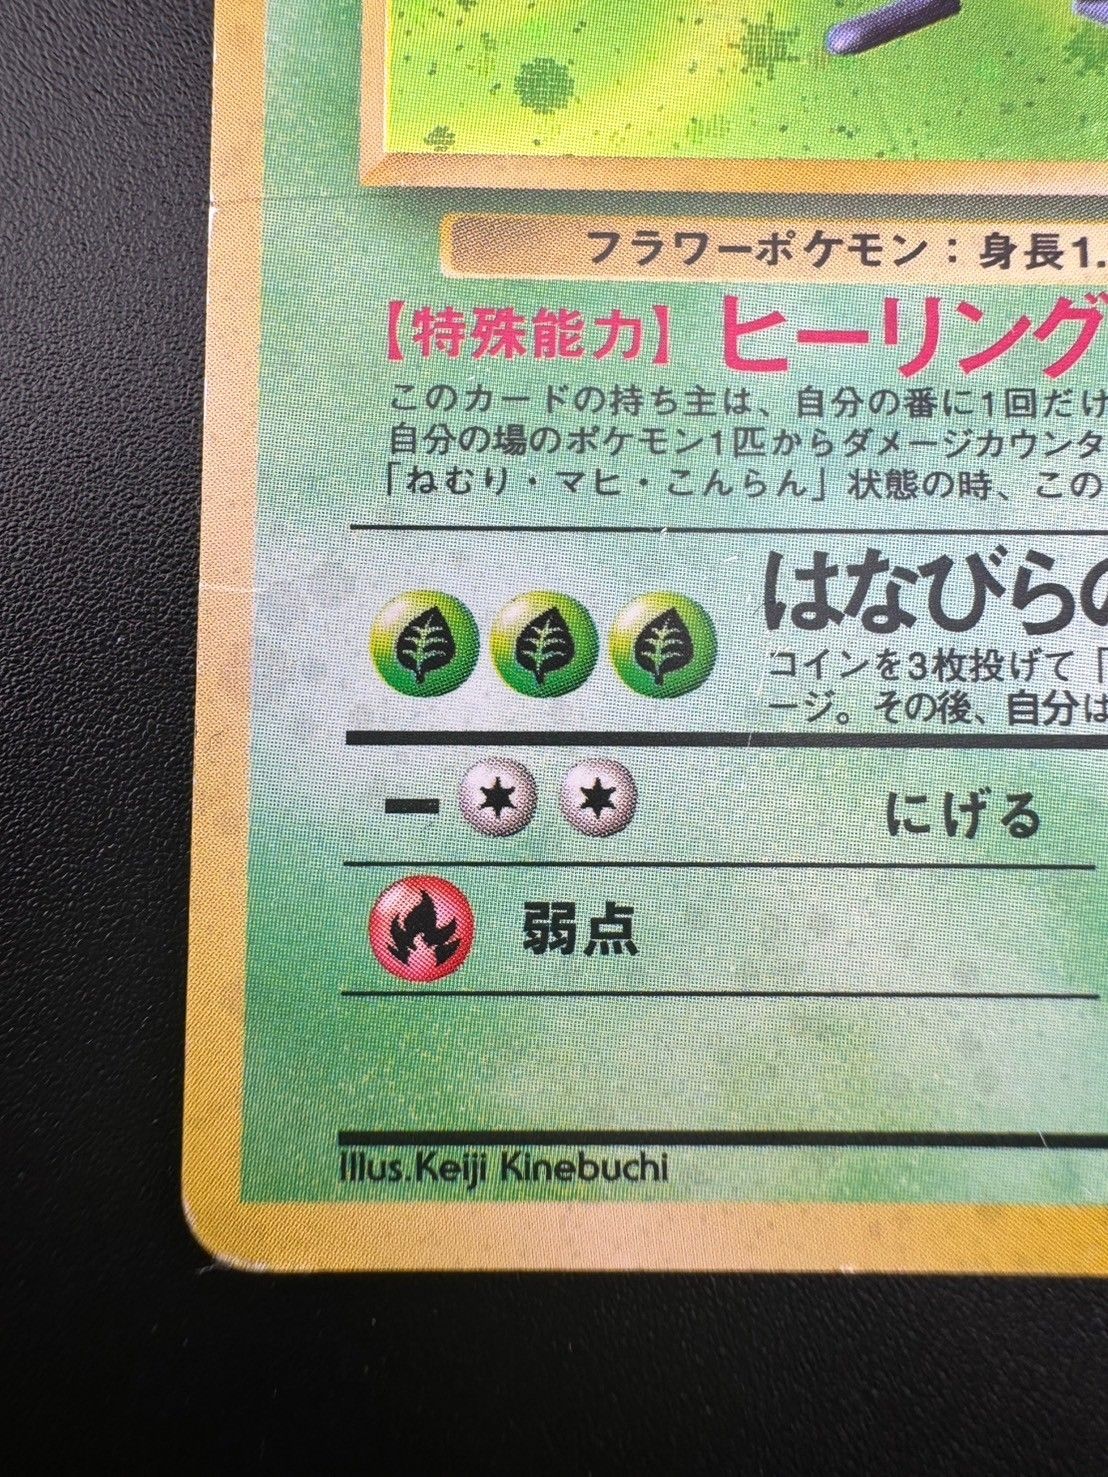 フラワーポケモン：身長1.
【特殊能力】ヒーリング
このカードの持ち主は、自分の番に1回だけ
自分の場のポケモン1匹からダメージカウンタ
「ねむり・マヒ・こんらん」状態の時、この
はなびらの
コインを3枚投げて「
ージ。その後、自分は
にげる
弱点
Illus.Keiji Kinebuchi